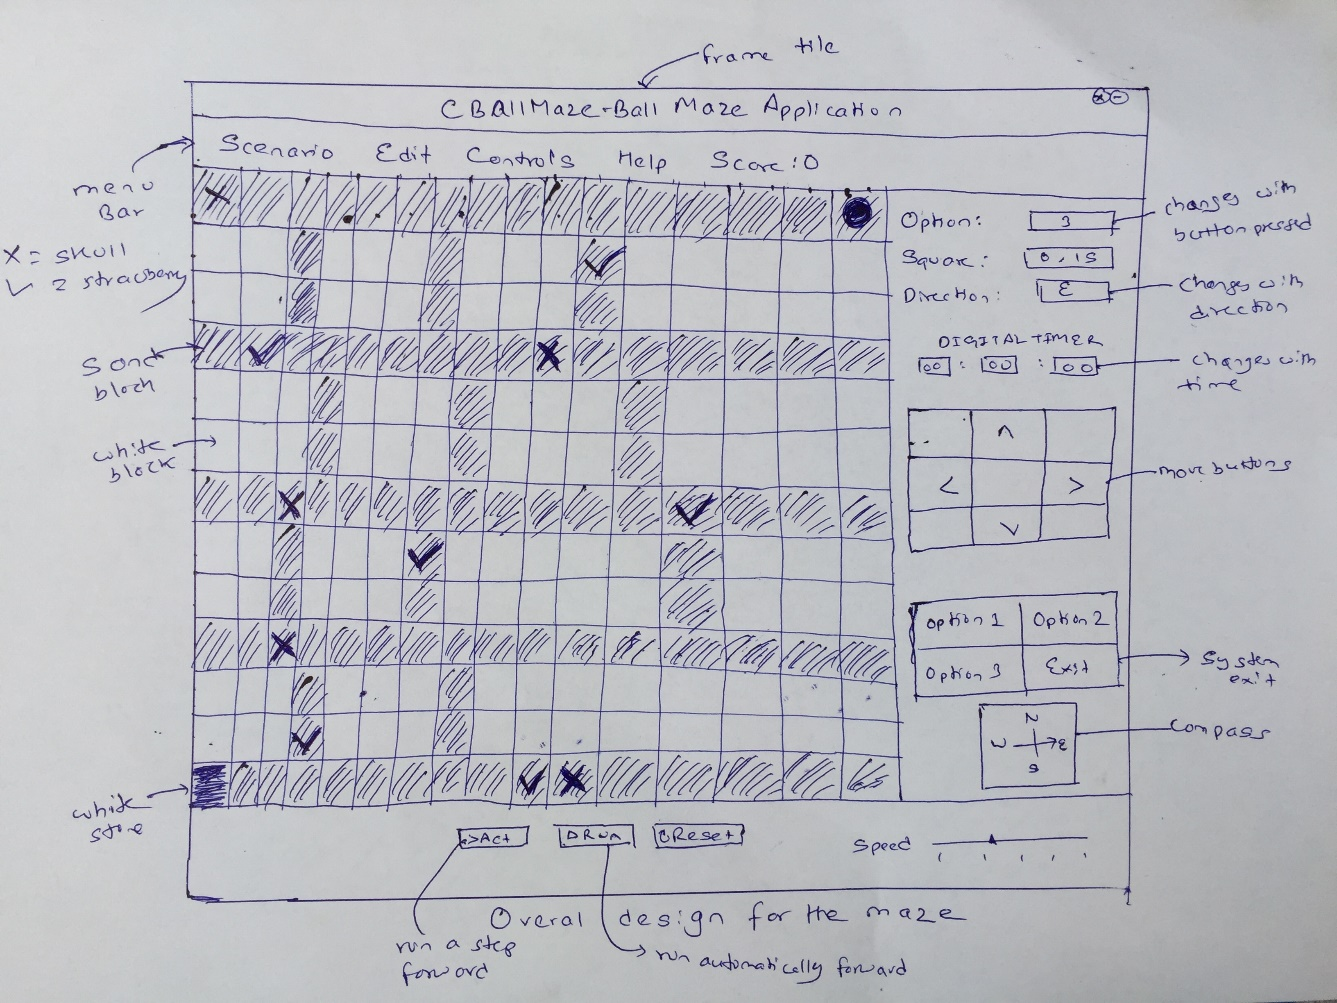 frame tile
CBallMaze-Ball Maze Application
x -
Scenario Edit Controls Help Score:0
menu
Bar
X = skull
✓ = strawberry
Sand
block
white
block
white
stone
Option: 3
changes with
button pressed
Square: 0,15
Direction: E
changes with
direction
DIGITAL TIMER
00 : 00 : 00
changes with
time
^
< >
v
move buttons
Option 1 Option 2
Option 3 Exit
System
exit
N
W E
S
Compass
>Act ▷Run Reset
Speed
Overal design for the maze
run a step
forward
run automatically forward